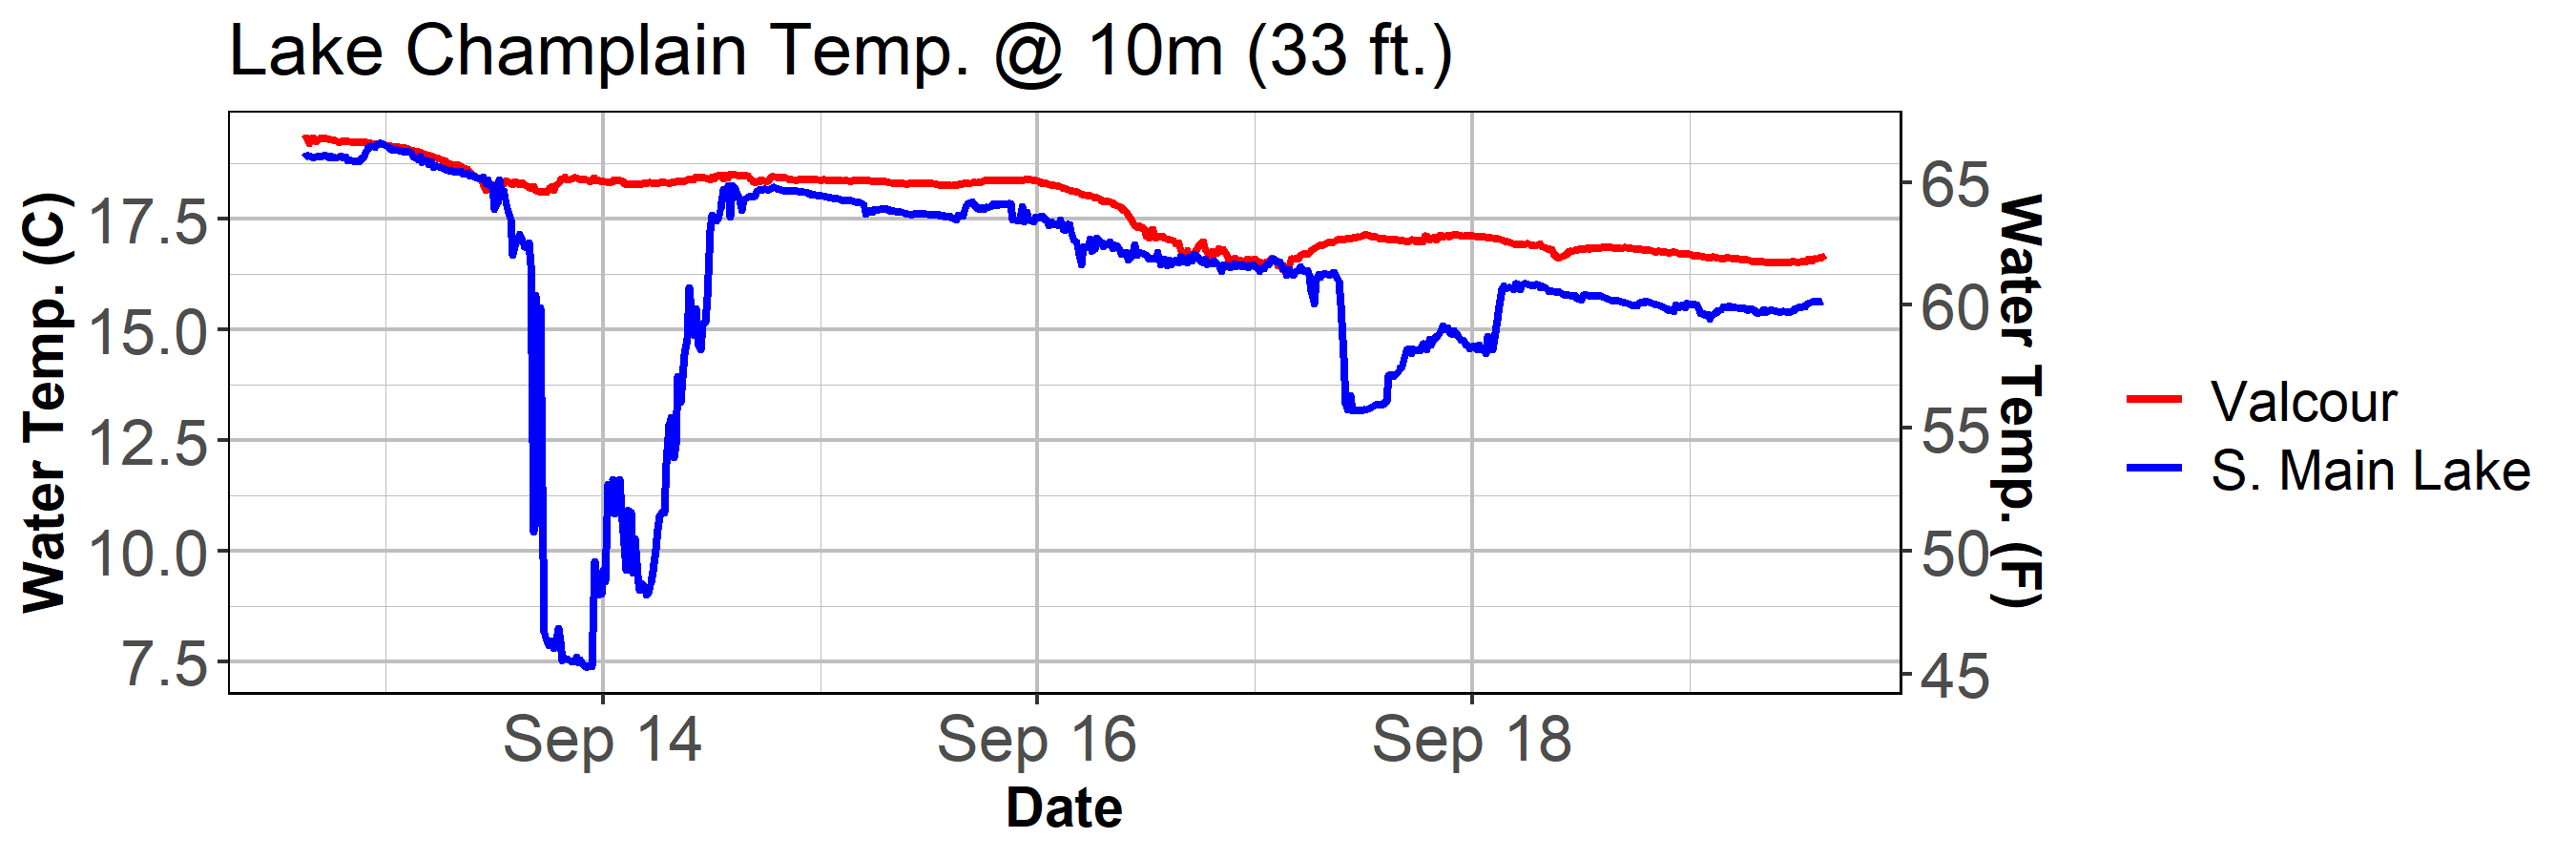 Lake Champlain Temp. @ 10m (33 ft.)
Water Temp. (C)
17.5
15.0
12.5
10.0
7.5
65
60
55
50
45
Water Temp. (F)
Sep 14
Sep 16
Sep 18
Date
Valcour
S. Main Lake